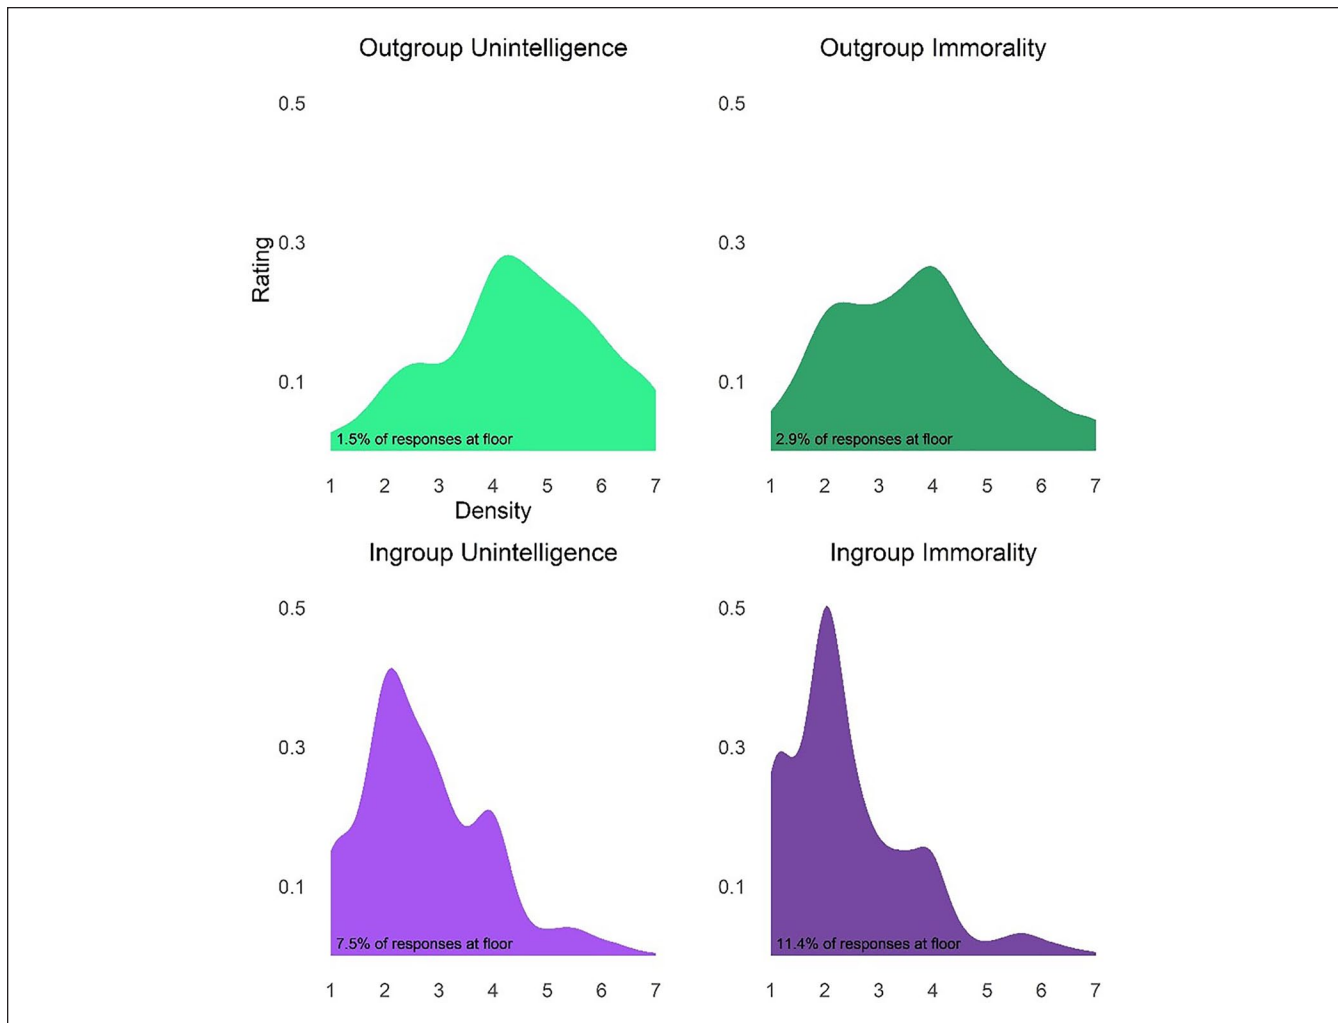 Outgroup Unintelligence
Outgroup Immorality
0.5
0.3
0.1
Rating
1.5% of responses at floor
1 2 3 4 5 6 7
Density
0.5
0.3
0.1
2.9% of responses at floor
1 2 3 4 5 6 7
Ingroup Unintelligence
Ingroup Immorality
0.5
0.3
0.1
7.5% of responses at floor
1 2 3 4 5 6 7
0.5
0.3
0.1
11.4% of responses at floor
1 2 3 4 5 6 7